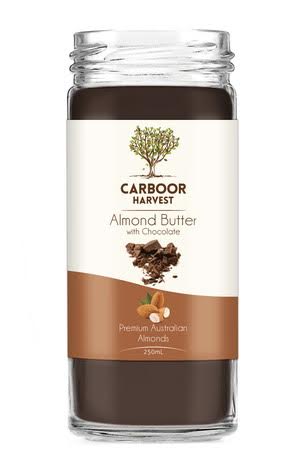 CARBOOR
HARVEST
Almond Butter
with Chocolate
Premium Australian
Almonds
250mL